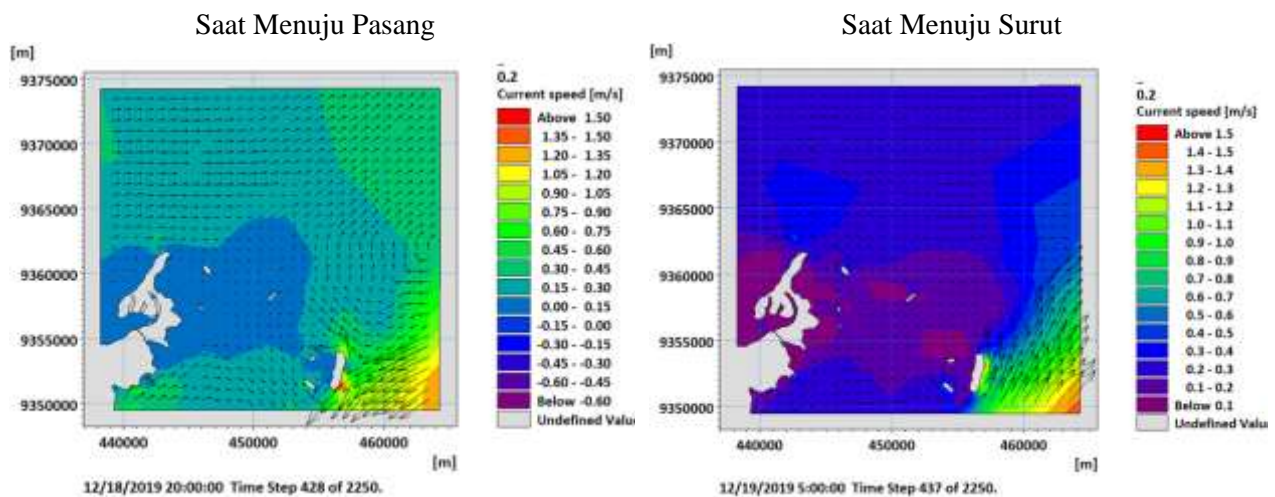 Saat Menuju Pasang
[m]
9375000
9370000
9365000
9360000
9355000
9350000
440000
450000
460000
[m]
12/18/2019 20:00:00 Time Step 428 of 2250.
0.2
Current speed [m/s]
Above 1.50
1.35 - 1.50
1.20 - 1.35
1.05 - 1.20
0.90 - 1.05
0.75 - 0.90
0.60 - 0.75
0.45 - 0.60
0.30 - 0.45
0.15 - 0.30
0.00 - 0.15
-0.15 - 0.00
-0.30 - -0.15
-0.45 - -0.30
-0.60 - -0.45
Below -0.60
Undefined Valu
Saat Menuju Surut
[m]
9375000
9370000
9365000
9360000
9355000
9350000
440000
450000
460000
[m]
12/19/2019 5:00:00 Time Step 437 of 2250.
0.2
Current speed [m/s]
Above 1.5
1.4 - 1.5
1.3 - 1.4
1.2 - 1.3
1.1 - 1.2
1.0 - 1.1
0.9 - 1.0
0.8 - 0.9
0.7 - 0.8
0.6 - 0.7
0.5 - 0.6
0.4 - 0.5
0.3 - 0.4
0.2 - 0.3
0.1 - 0.2
Below 0.1
Undefined Valu